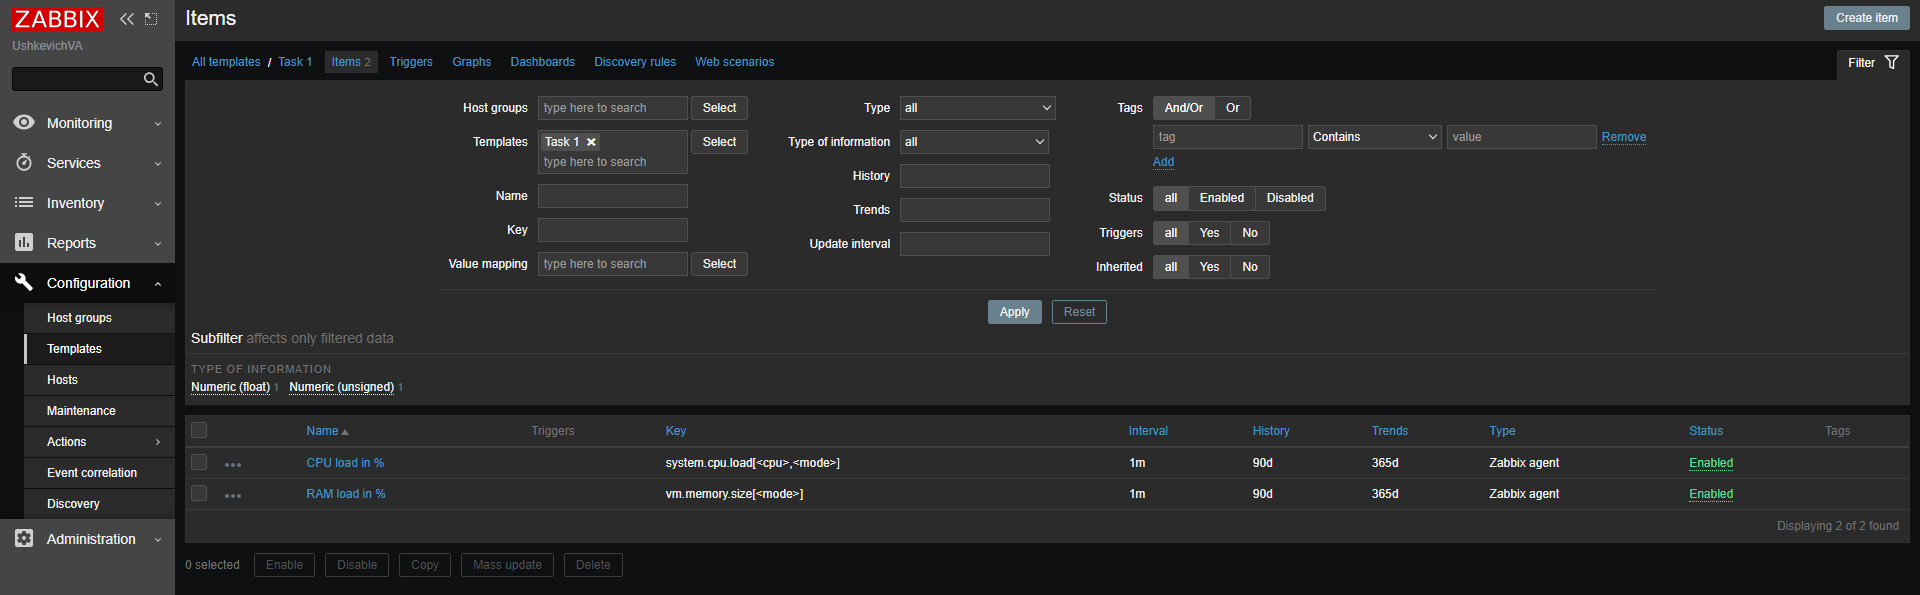 ZABBIX
UshkevichVA
Monitoring
Services
Inventory
Reports
Configuration
Host groups
Templates
Hosts
Maintenance
Actions
Event correlation
Discovery
Administration
Items
Create item
All templates / Task 1 Items 2 Triggers Graphs Dashboards Discovery rules Web scenarios
Filter
Host groups type here to search Select
Templates Task 1 Select
type here to search
Name
Key
Value mapping type here to search Select
Type all
Type of information all
History
Trends
Update interval
Tags And/Or Or
tag Contains value Remove
Add
Status all Enabled Disabled
Triggers all Yes No
Inherited all Yes No
Apply Reset
Subfilter affects only filtered data
TYPE OF INFORMATION
Numeric (float) 1 Numeric (unsigned) 1
Name Triggers Key Interval History Trends Type Status Tags
CPU load in % system.cpu.load[<cpu>,<mode>] 1m 90d 365d Zabbix agent Enabled
RAM load in % vm.memory.size[<mode>] 1m 90d 365d Zabbix agent Enabled
Displaying 2 of 2 found
0 selected Enable Disable Copy Mass update Delete